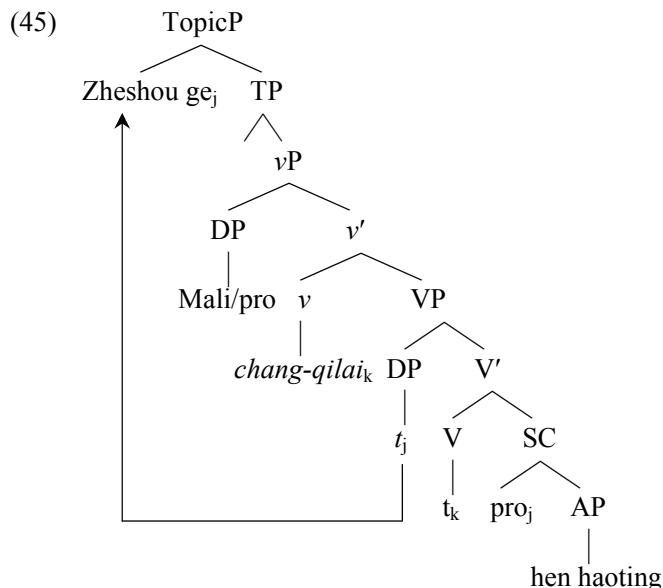 (45) TopicP
Zheshou geⱼ TP
vP
DP v′
Mali/pro v VP
chang-qilaiₖ DP V′
tⱼ V SC
tₖ proⱼ AP
hen haoting